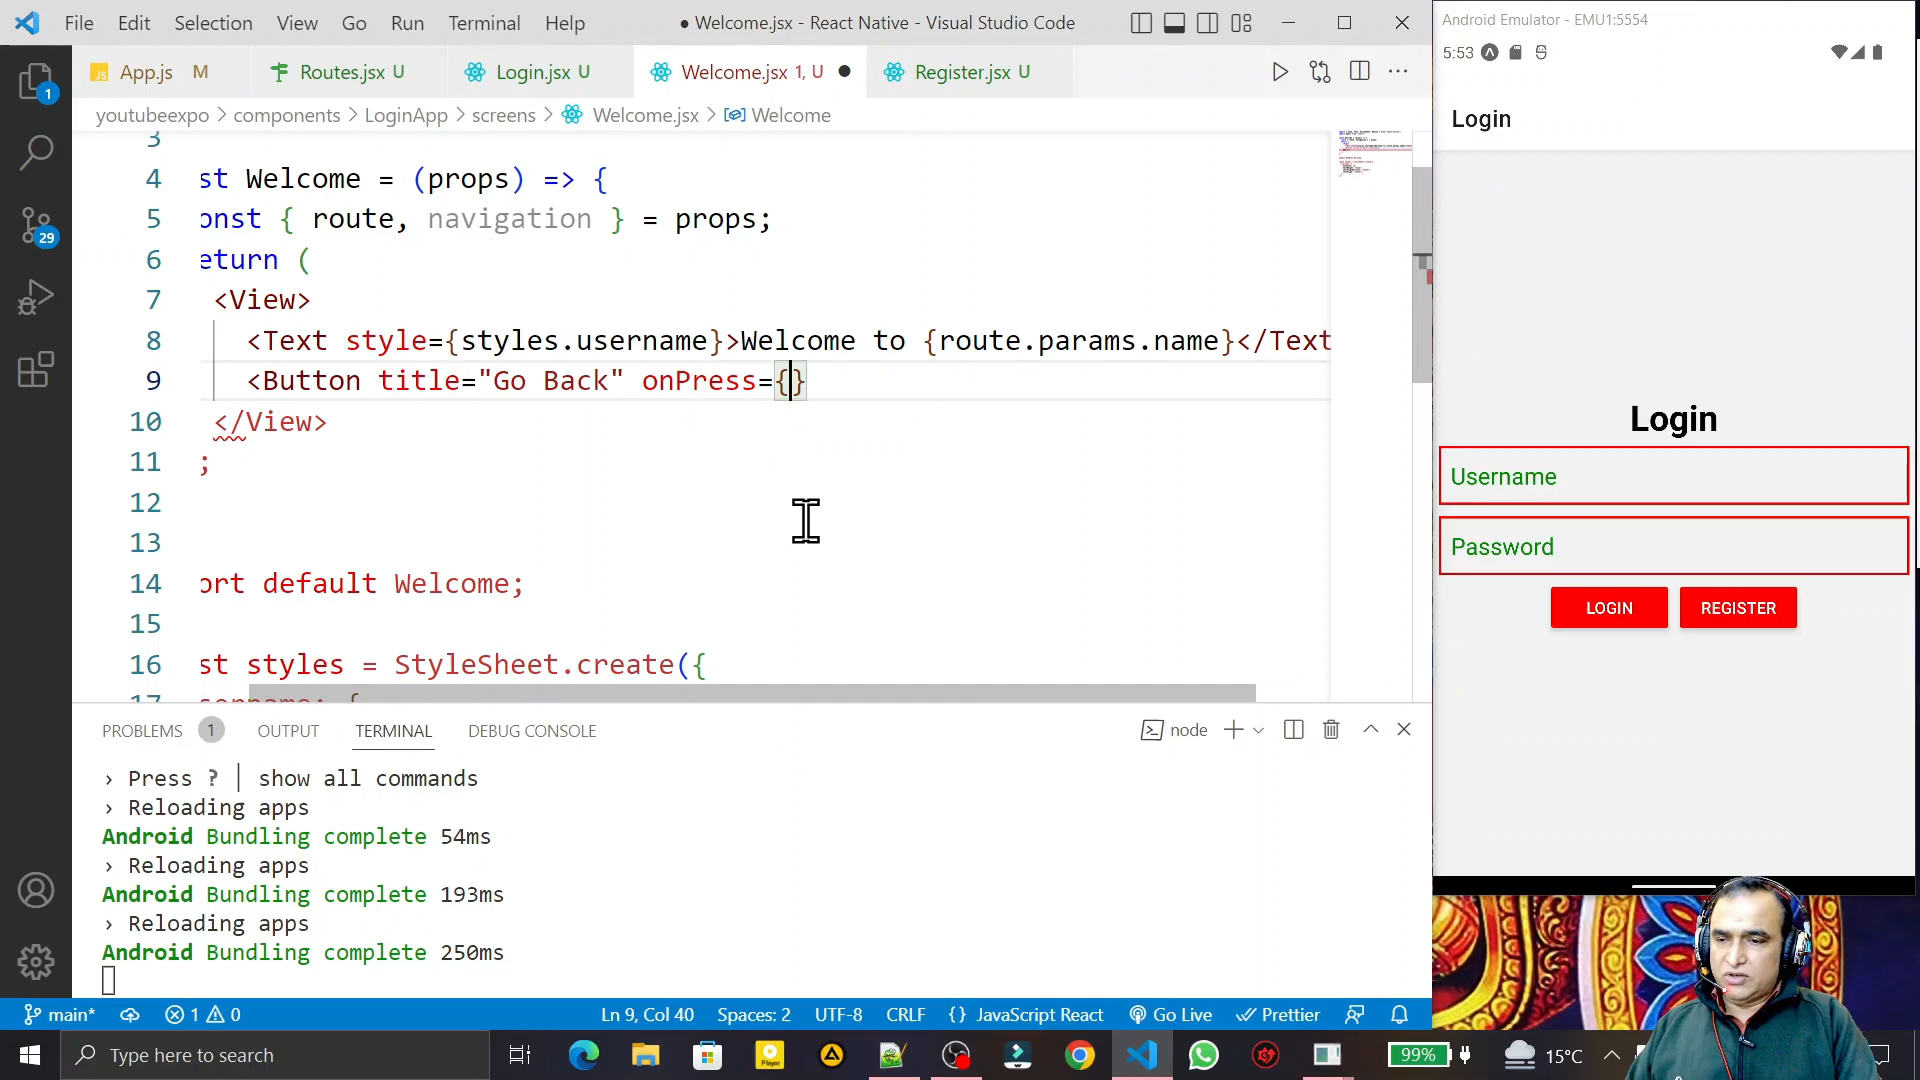 File Edit Selection View Go Run Terminal Help
● Welcome.jsx - React Native - Visual Studio Code
JS App.js M
Routes.jsx U
Login.jsx U
Welcome.jsx 1, U ●
Register.jsx U
youtubeexpo > components > LoginApp > screens > Welcome.jsx > Welcome
3
4 st Welcome = (props) => {
5 onst { route, navigation } = props;
6 eturn (
7 <View>
8 <Text style={styles.username}>Welcome to {route.params.name}</Text
9 <Button title="Go Back" onPress={}
10 </View>
11 ;
12
13
14 ort default Welcome;
15
16 st styles = StyleSheet.create({
17 sername: {
1
29
PROBLEMS 1 OUTPUT TERMINAL DEBUG CONSOLE
node
› Press ? │ show all commands
› Reloading apps
Android Bundling complete 54ms
› Reloading apps
Android Bundling complete 193ms
› Reloading apps
Android Bundling complete 250ms
main* 1 0 Ln 9, Col 40 Spaces: 2 UTF-8 CRLF {} JavaScript React Go Live Prettier
Type here to search
Player
99%
15°C
Android Emulator - EMU1:5554
5:53
Login
Login
Username
Password
LOGIN REGISTER